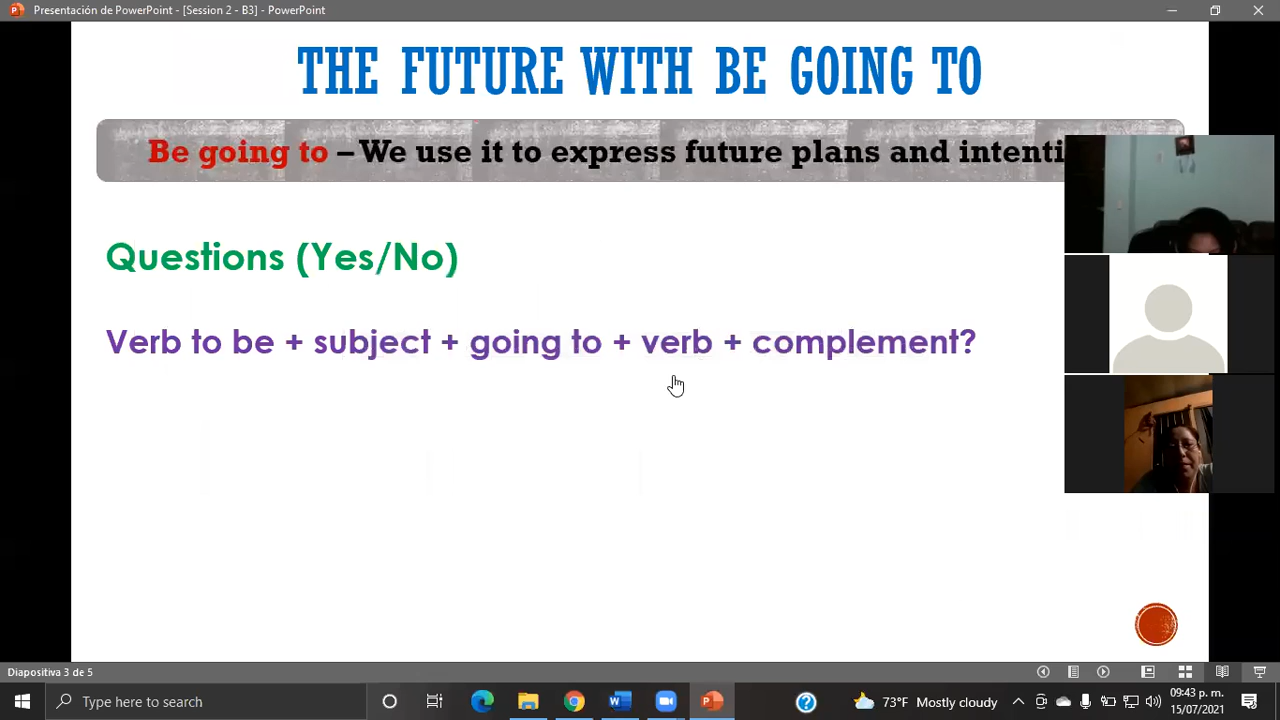 Presentación de PowerPoint - [Session 2 - B3] - PowerPoint
THE FUTURE WITH BE GOING TO
Be going to – We use it to express future plans and intenti
Questions (Yes/No)
Verb to be + subject + going to + verb + complement?
Diapositiva 3 de 5
Type here to search
73°F Mostly cloudy
09:43 p. m.
15/07/2021